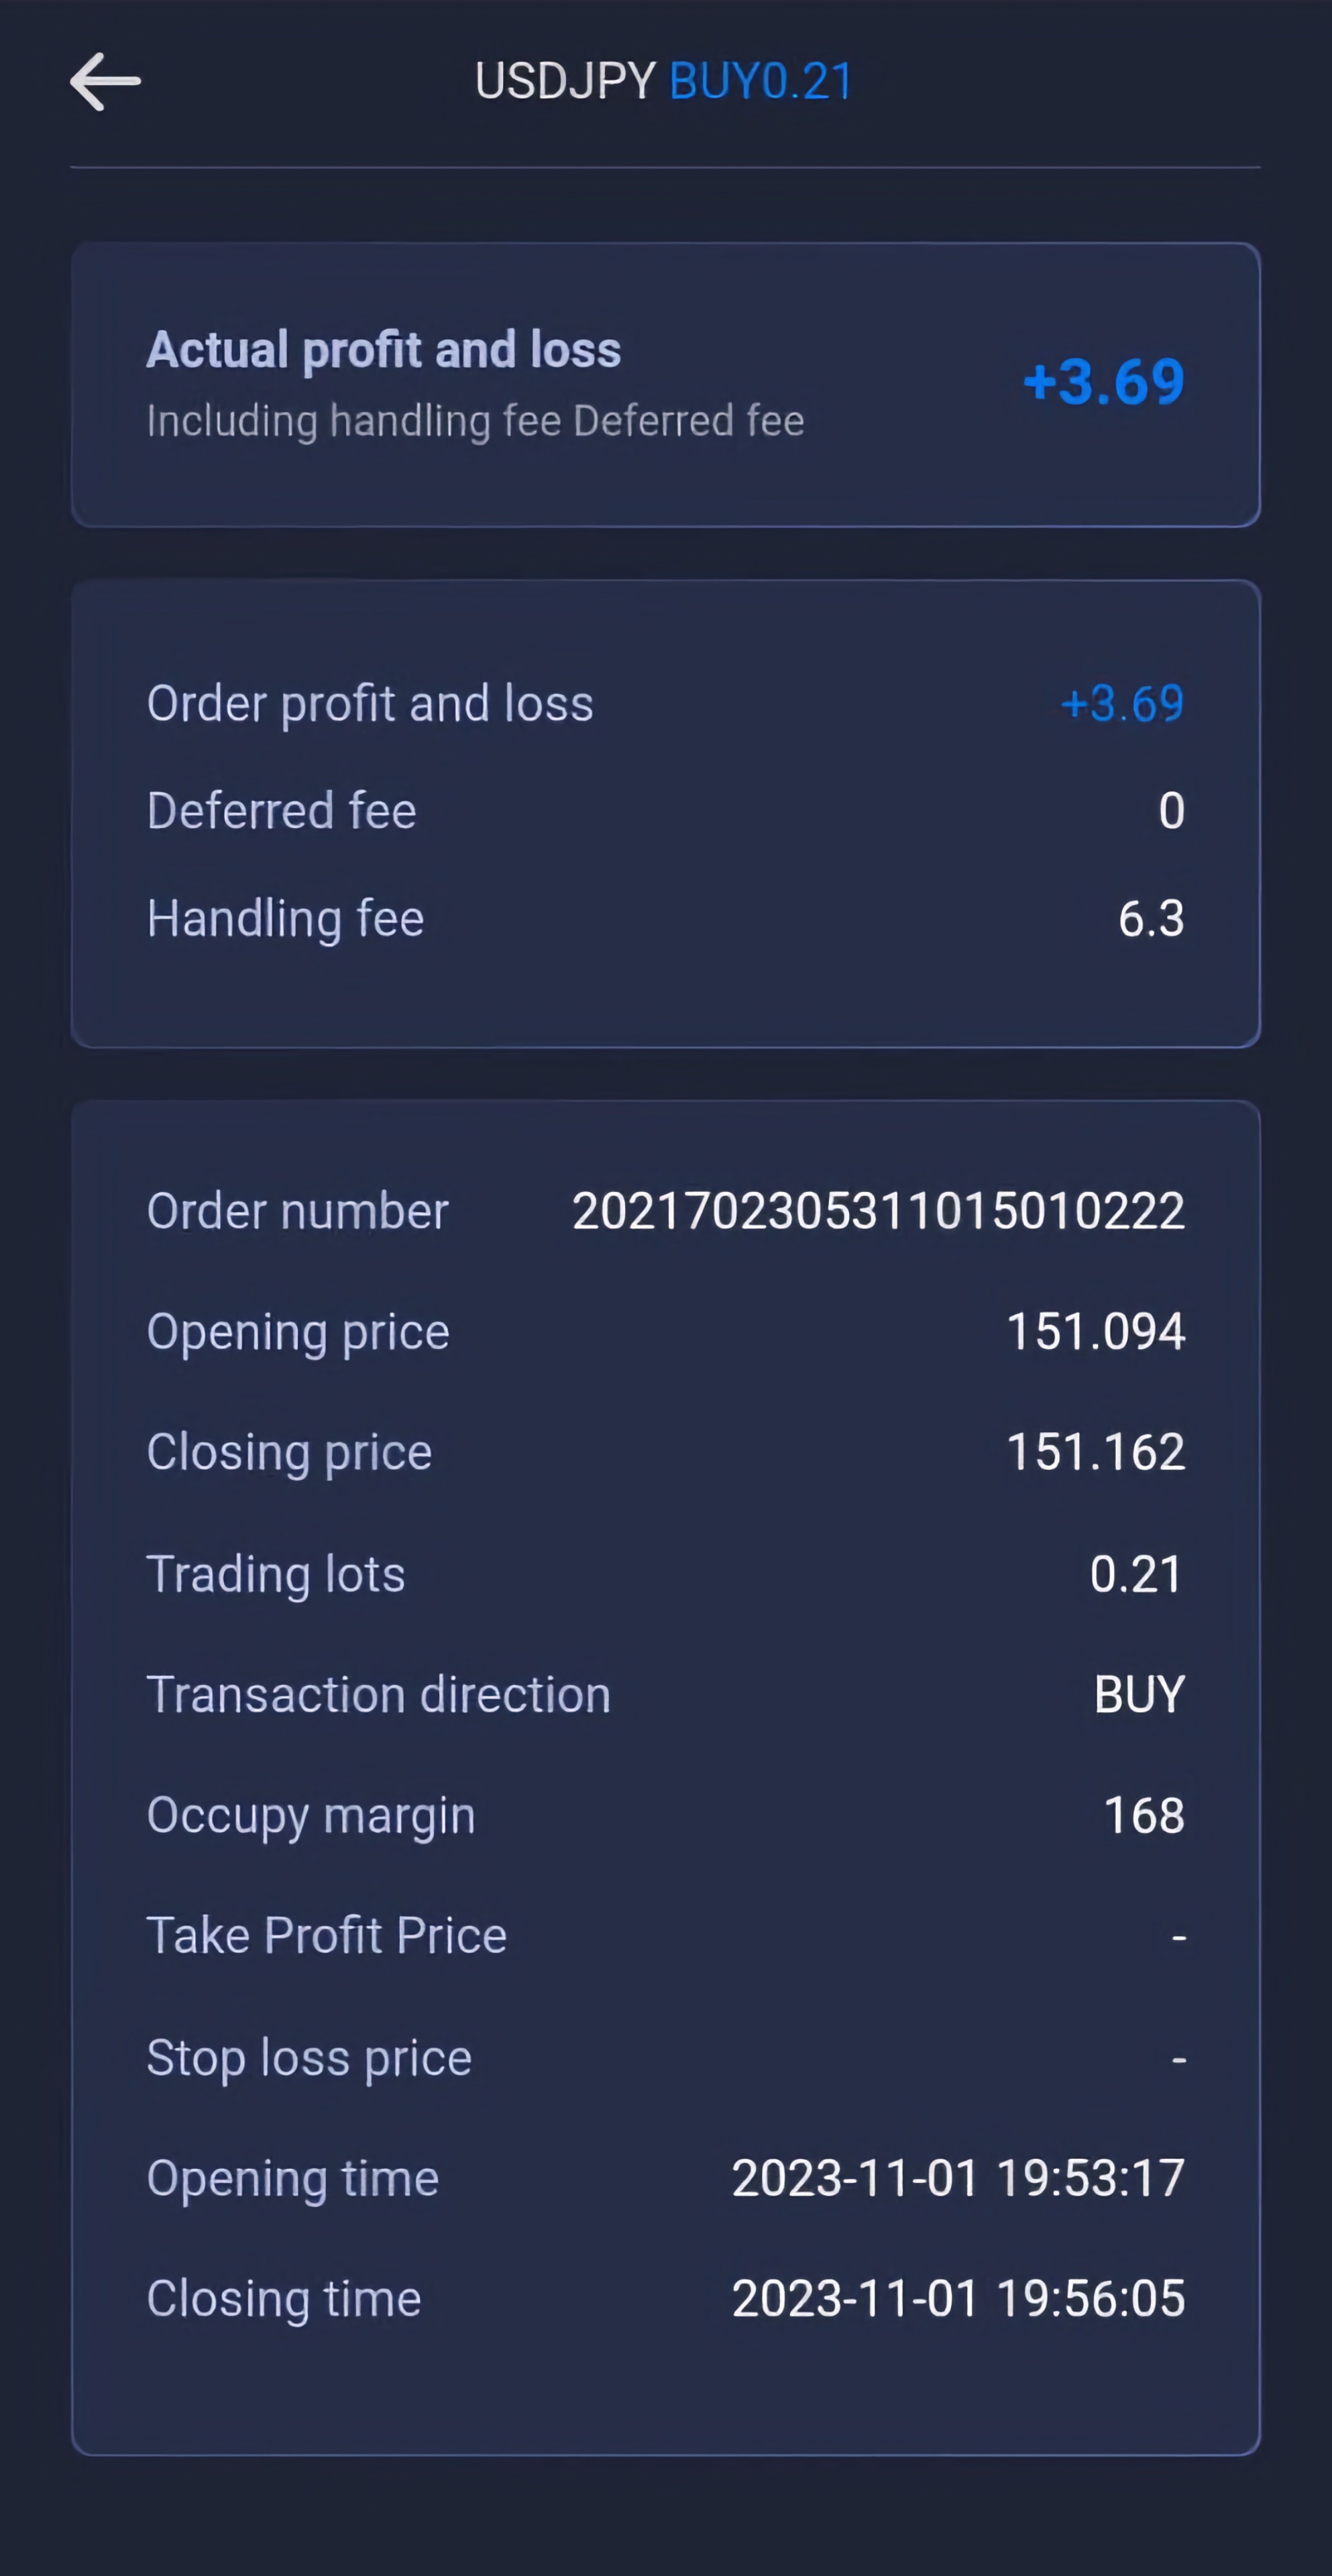 USDJPY BUY0.21
Actual profit and loss
+3.69
Including handling fee Deferred fee
Order profit and loss +3.69
Deferred fee 0
Handling fee 6.3
Order number 2021702305311015010222
Opening price 151.094
Closing price 151.162
Trading lots 0.21
Transaction direction BUY
Occupy margin 168
Take Profit Price -
Stop loss price -
Opening time 2023-11-01 19:53:17
Closing time 2023-11-01 19:56:05